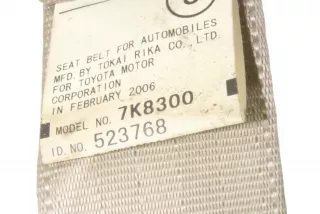 SEAT BELT FOR AUTOMOBILES
MFD. BY TOKAI RIKA CO., LTD.
FOR TOYOTA MOTOR
CORPORATION
IN FEBRUARY 2006
MODEL NO. 7K8300
ID. NO. 523768